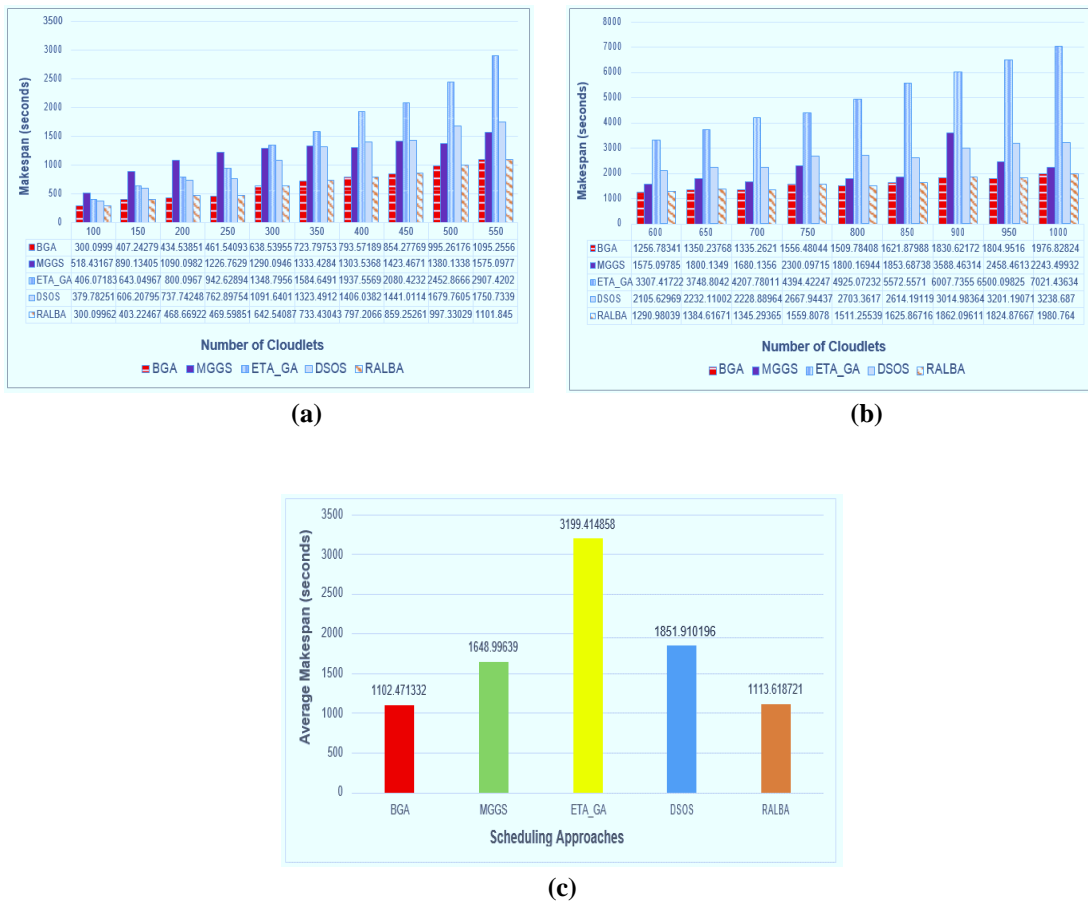 3500
3000
2500
2000
1500
1000
500
0
Makespan (seconds)
100 150 200 250 300 350 400 450 500 550
BGA 300.0999 407.24279 434.53851 461.54093 638.53955 723.79753 793.57189 854.27769 995.26176 1095.2556
MGGS 518.43167 890.13405 1090.0982 1226.7629 1290.0946 1333.4284 1303.5368 1423.4671 1380.1338 1575.0977
ETA_GA 406.07183 643.04967 800.0967 942.62894 1348.7956 1584.6491 1937.5569 2080.4232 2452.8666 2907.4202
DSOS 379.78251 606.20795 737.74248 762.89754 1091.6401 1323.4912 1406.0382 1441.0114 1679.7605 1750.7339
RALBA 300.09962 403.22467 468.66922 469.59851 642.54087 733.43043 797.2066 859.25261 997.33029 1101.845
Number of Cloudlets
BGA MGGS ETA_GA DSOS RALBA
(a)
8000
7000
6000
5000
4000
3000
2000
1000
0
Makespan (seconds)
600 650 700 750 800 850 900 950 1000
BGA 1256.78341 1350.23768 1335.2621 1556.48044 1509.78408 1621.87988 1830.62172 1804.9516 1976.82824
MGGS 1575.09785 1800.1349 1680.1356 2300.09715 1800.16944 1853.68738 3588.46314 2458.4613 2243.49932
ETA_GA 3307.41722 3748.8042 4207.78011 4394.42247 4925.07232 5572.5571 6007.7355 6500.09825 7021.43634
DSOS 2105.62969 2232.11002 2228.88964 2667.94437 2703.3617 2614.19119 3014.98364 3201.19071 3238.687
RALBA 1290.98039 1384.61671 1345.29365 1559.8078 1511.25539 1625.86716 1862.09611 1824.87667 1980.764
Number of Cloudlets
BGA MGGS ETA_GA DSOS RALBA
(b)
3500
3000
2500
2000
1500
1000
500
0
Average Makespan (seconds)
1102.471332
1648.99639
3199.414858
1851.910196
1113.618721
BGA MGGS ETA_GA DSOS RALBA
Scheduling Approaches
(c)